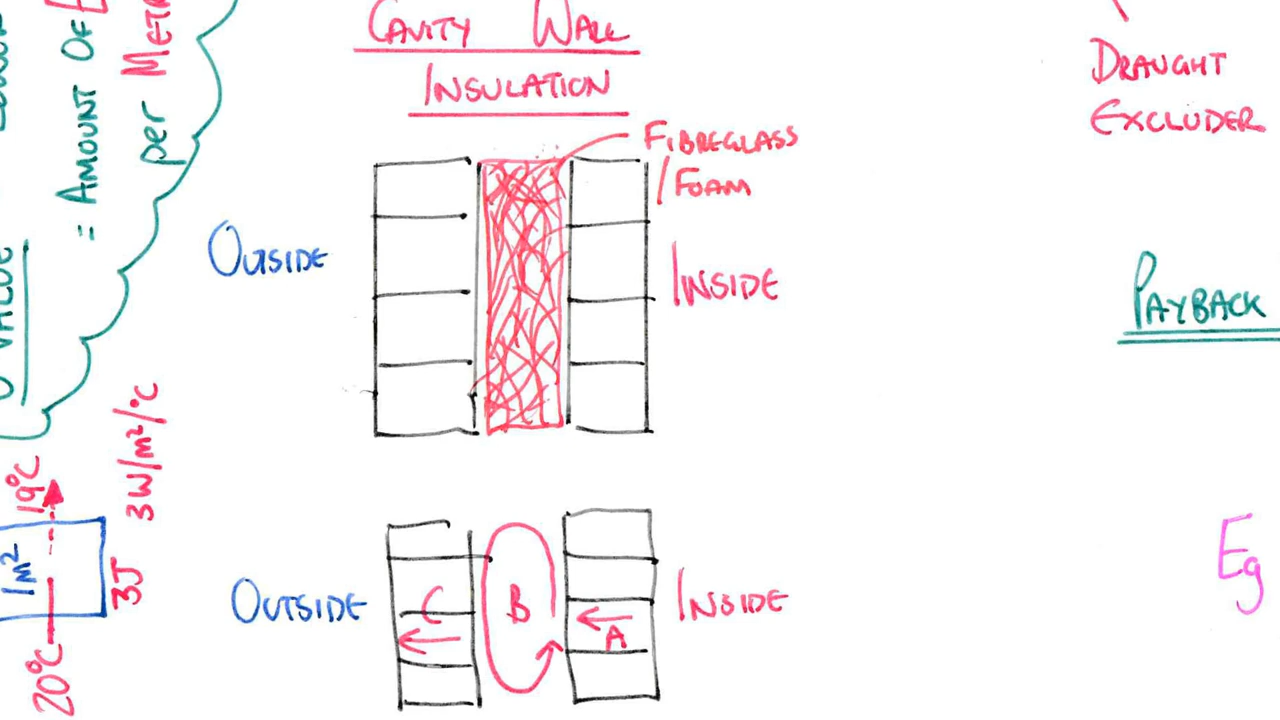 CAVITY WALL
INSULATION
FIBREGLASS
/FOAM
OUTSIDE
INSIDE
OUTSIDE
C
B
A
INSIDE
DRAUGHT
EXCLUDER
PAYBACK
Eg
= AMOUNT OF
per
VALUE
3W/m²/°C
19°C
1m²
3J
20°C